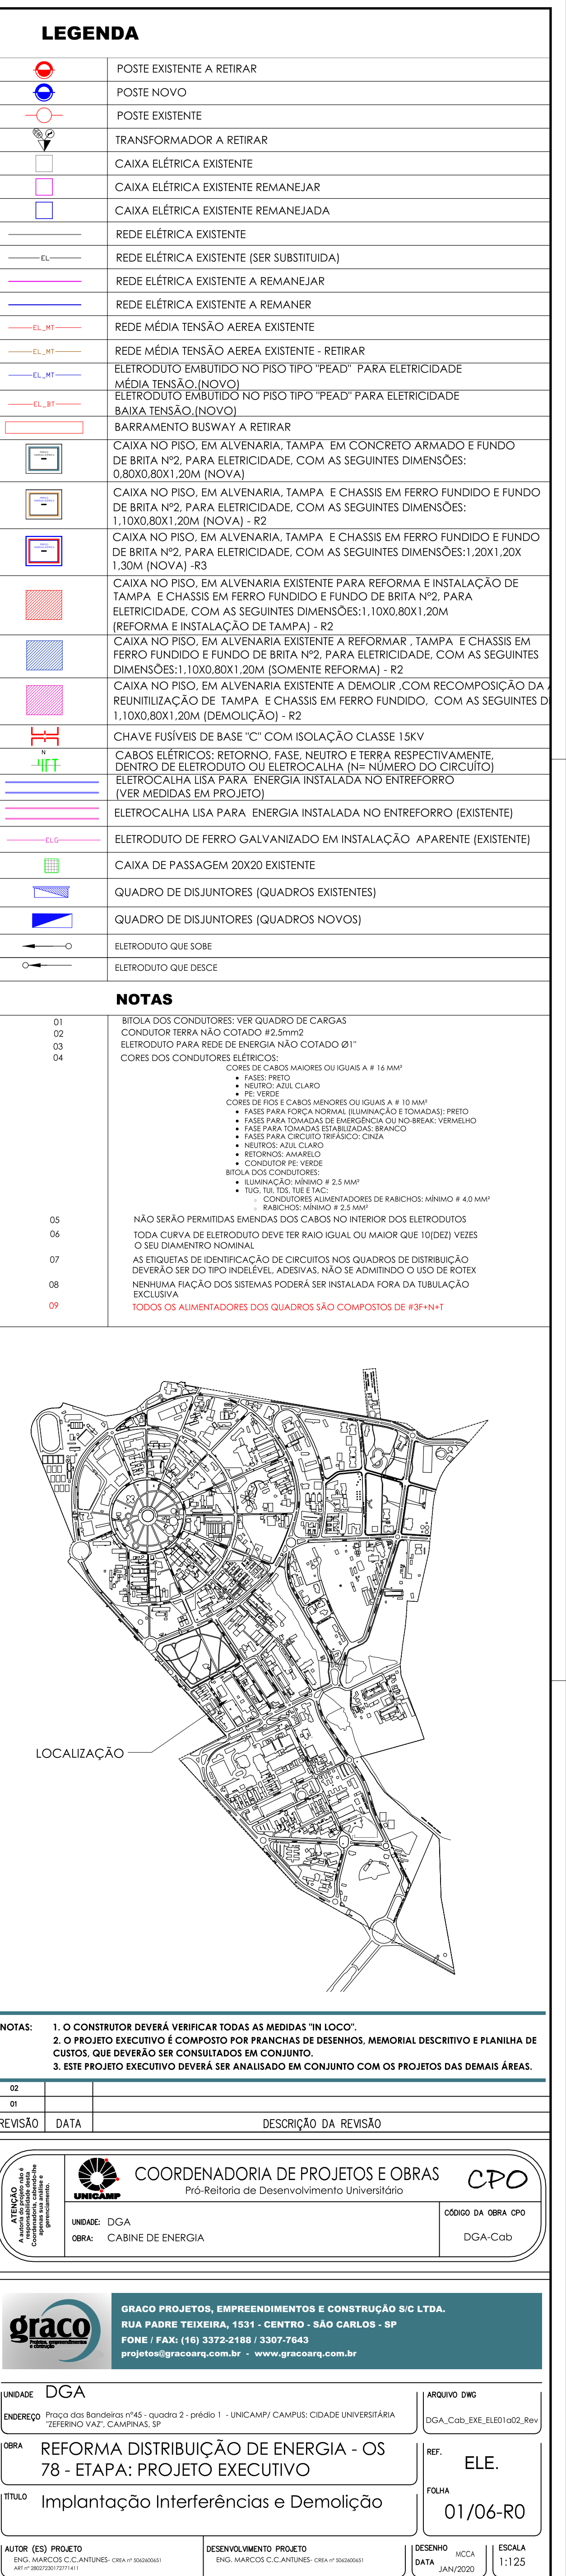 LEGENDA
POSTE EXISTENTE A RETIRAR
POSTE NOVO
POSTE EXISTENTE
TRANSFORMADOR A RETIRAR
CAIXA ELÉTRICA EXISTENTE
CAIXA ELÉTRICA EXISTENTE REMANEJAR
CAIXA ELÉTRICA EXISTENTE REMANEJADA
REDE ELÉTRICA EXISTENTE
EL
REDE ELÉTRICA EXISTENTE (SER SUBSTITUIDA)
REDE ELÉTRICA EXISTENTE A REMANEJAR
REDE ELÉTRICA EXISTENTE A REMANER
EL_MT
REDE MÉDIA TENSÃO AEREA EXISTENTE
EL_MT
REDE MÉDIA TENSÃO AEREA EXISTENTE - RETIRAR
EL_MT
ELETRODUTO EMBUTIDO NO PISO TIPO "PEAD" PARA ELETRICIDADE
MÉDIA TENSÃO.(NOVO)
EL_BT
ELETRODUTO EMBUTIDO NO PISO TIPO "PEAD" PARA ELETICIDADE
BAIXA TENSÃO.(NOVO)
BARRAMENTO BUSWAY A RETIRAR
CAIXA NO PISO, EM ALVENARIA, TAMPA EM CONCRETO ARMADO E FUNDO
DE BRITA Nº2, PARA ELETRICIDADE, COM AS SEGUINTES DIMENSÕES:
0,80X0,80X1,20M (NOVA)
CAIXA NO PISO, EM ALVENARIA, TAMPA E CHASSIS EM FERRO FUNDIDO E FUNDO
DE BRITA Nº2, PARA ELETRICIDADE, COM AS SEGUINTES DIMENSÕES:
1,10X0,80X1,20M (NOVA) - R2
CAIXA NO PISO, EM ALVENARIA, TAMPA E CHASSIS EM FERRO FUNDIDO E FUNDO
DE BRITA Nº2, PARA ELETRICIDADE, COM AS SEGUINTES DIMENSÕES:1,20X1,20X
1,30M (NOVA) -R3
CAIXA NO PISO, EM ALVENARIA EXISTENTE PARA REFORMA E INSTALAÇÃO DE
TAMPA E CHASSIS EM FERRO FUNDIDO E FUNDO DE BRITA Nº2, PARA
ELETRICIDADE, COM AS SEGUINTES DIMENSÕES:1,10X0,80X1,20M
(REFORMA E INSTALAÇÃO DE TAMPA) - R2
CAIXA NO PISO, EM ALVENARIA EXISTENTE A REFORMAR , TAMPA E CHASSIS EM
FERRO FUNDIDO E FUNDO DE BRITA Nº2, PARA ELETRICIDADE, COM AS SEGUINTES
DIMENSÕES:1,10X0,80X1,20M (SOMENTE REFORMA) - R2
CAIXA NO PISO, EM ALVENARIA EXISTENTE A DEMOLIR ,COM RECOMPOSIÇÃO DA
REUNITILIZAÇÃO DE TAMPA E CHASSIS EM FERRO FUNDIDO, COM AS SEGUINTES
1,10X0,80X1,20M (DEMOLIÇÃO) - R2
CHAVE FUSÍVEIS DE BASE "C" COM ISOLAÇÃO CLASSE 15KV
N
CABOS ELÉTRICOS: RETORNO, FASE, NEUTRO E TERRA RESPECTIVAMENTE,
DENTRO DE ELETRODUTO OU ELETROCALHA (N= NÚMERO DO CIRCUÍTO)
ELETROCALHA LISA PARA ENERGIA INSTALADA NO ENTREFORRO
(VER MEDIDAS EM PROJETO)
ELETROCALHA LISA PARA ENERGIA INSTALADA NO ENTREFORRO (EXISTENTE)
ELG
ELETRODUTO DE FERRO GALVANIZADO EM INSTALAÇÃO APARENTE (EXISTENTE)
CAIXA DE PASSAGEM 20X20 EXISTENTE
QUADRO DE DISJUNTORES (QUADROS EXISTENTES)
QUADRO DE DISJUNTORES (QUADROS NOVOS)
ELETRODUTO QUE SOBE
ELETRODUTO QUE DESCE
NOTAS
01 BITOLA DOS CONDUTORES: VER QUADRO DE CARGAS
02 CONDUTOR TERRA NÃO COTADO #2,5mm2
03 ELETRODUTO PARA REDE DE ENERGIA NÃO COTADO Ø1"
04 CORES DOS CONDUTORES ELÉTRICOS:
CORES DE CABOS MAIORES OU IGUAIS A # 16 MM²
• FASES: PRETO
• NEUTRO: AZUL CLARO
• PE: VERDE
CORES DE FIOS E CABOS MENORES OU IGUAIS A # 10 MM²
• FASES PARA FORÇA NORMAL (ILUMINAÇÃO E TOMADAS): PRETO
• FASES PARA TOMADAS DE EMERGÊNCIA OU NO-BREAK: VERMELHO
• FASE PARA TOMADAS ESTABILIZADAS: BRANCO
• FASES PARA CIRCUITO TRIFÁSICO: CINZA
• NEUTROS: AZUL CLARO
• RETORNOS: AMARELO
• CONDUTOR PE: VERDE
BITOLA DOS CONDUTORES:
• ILUMINAÇÃO: MÍNIMO # 2,5 MM²
• TUG, TUI, TDS, TUE E TAC:
○ CONDUTORES ALIMENTADORES DE RABICHOS: MÍNIMO # 4,0 MM²
○ RABICHOS: MÍNIMO # 2,5 MM²
05 NÃO SERÃO PERMITIDAS EMENDAS DOS CABOS NO INTERIOR DOS ELETRODUTOS
06 TODA CURVA DE ELETRODUTO DEVE TER RAIO IGUAL OU MAIOR QUE 10(DEZ) VEZES
O SEU DIAMENTRO NOMINAL
07 AS ETIQUETAS DE IDENTIFICAÇÃO DE CIRCUITOS NOS QUADROS DE DISTRIBUIÇÃO
DEVERÃO SER DO TIPO INDELÉVEL, ADESIVAS, NÃO SE ADMITINDO O USO DE ROTEX
08 NENHUMA FIAÇÃO DOS SISTEMAS PODERÁ SER INSTALADA FORA DA TUBULAÇÃO
EXCLUSIVA
09 TODOS OS ALIMENTADORES DOS QUADROS SÃO COMPOSTOS DE #3F+N+T
LOCALIZAÇÃO
NOTAS: 1. O CONSTRUTOR DEVERÁ VERIFICAR TODAS AS MEDIDAS "IN LOCO".
2. O PROJETO EXECUTIVO É COMPOSTO POR PRANCHAS DE DESENHOS, MEMORIAL DESCRITIVO E PLANILHA DE
CUSTOS, QUE DEVERÃO SER CONSULTADOS EM CONJUNTO.
3. ESTE PROJETO EXECUTIVO DEVERÁ SER ANALISADO EM CONJUNTO COM OS PROJETOS DAS DEMAIS ÁREAS.
02
01
REVISÃO DATA DESCRIÇÃO DA REVISÃO
ATENÇÃO
A autoria do projeto não é
responsabilidade desta
Coordenadoria, cabendo-lhe
apenas sua análise e
gerenciamento.
UNICAMP
COORDENADORIA DE PROJETOS E OBRAS
Pró-Reitoria de Desenvolvimento Universitário
CPO
UNIDADE: DGA
OBRA: CABINE DE ENERGIA
CÓDIGO DA OBRA CPO
DGA-Cab
graco
Projetos, empreendimentos
e construção
GRACO PROJETOS, EMPREENDIMENTOS E CONSTRUÇÃO S/C LTDA.
RUA PADRE TEIXEIRA, 1531 - CENTRO - SÃO CARLOS - SP
FONE / FAX: (16) 3372-2188 / 3307-7643
projetos@gracoarq.com.br - www.gracoarq.com.br
UNIDADE DGA
ENDEREÇO Praça das Bandeiras nº45 - quadra 2 - prédio 1 - UNICAMP/ CAMPUS: CIDADE UNIVERSITÁRIA
"ZEFERINO VAZ", CAMPINAS, SP
ARQUIVO DWG
DGA_Cab_EXE_ELE01a02_Rev
OBRA REFORMA DISTRIBUIÇÃO DE ENERGIA - OS
78 - ETAPA: PROJETO EXECUTIVO
REF.
ELE.
TÍTULO Implantação Interferências e Demolição
FOLHA
01/06-R0
AUTOR (ES) PROJETO
ENG. MARCOS C.C.ANTUNES- CREA nº 5062600651
ART nº 28027230172771411
DESENVOLVIMENTO PROJETO
ENG. MARCOS C.C.ANTUNES- CREA nº 5062600651
DESENHO MCCA
DATA JAN/2020
ESCALA
1:125